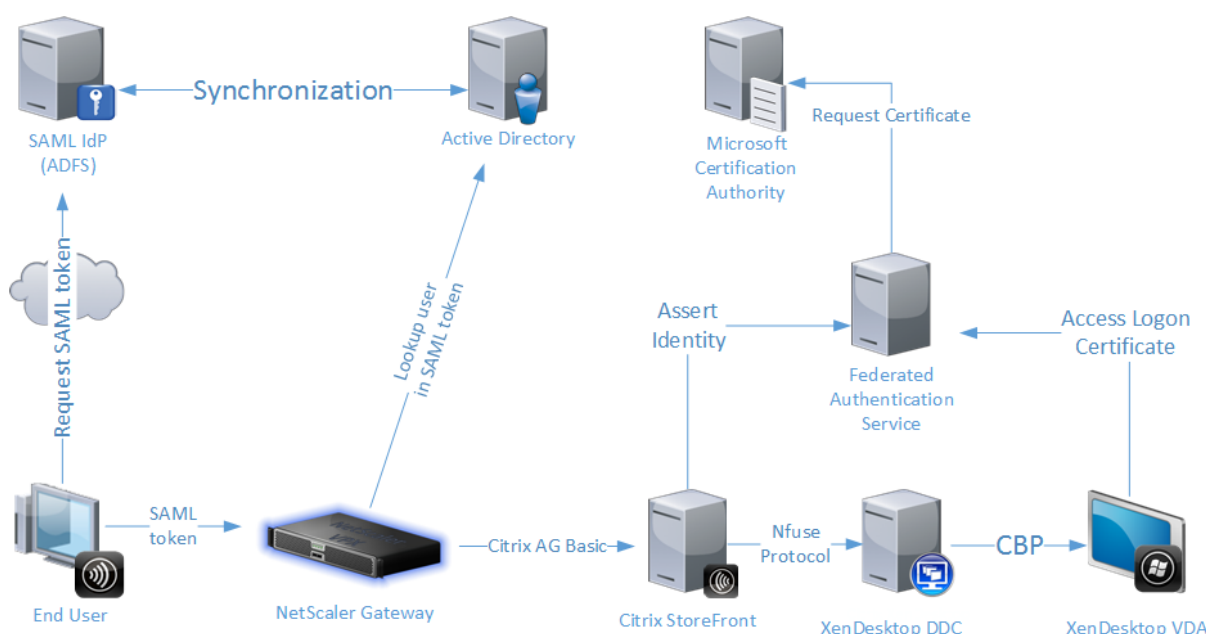 Synchronization
SAML IdP
(ADFS)
Active Directory
Request Certificate
Microsoft
Certification
Authority
Request SAML token
Lookup user
in SAML token
Assert
Identity
Access Logon
Certificate
Federated
Authentication
Service
SAML
token
NetScaler
VPX
Citrix AG Basic
Nfuse
Protocol
CBP
End User
NetScaler Gateway
Citrix StoreFront
XenDesktop DDC
XenDesktop VDA